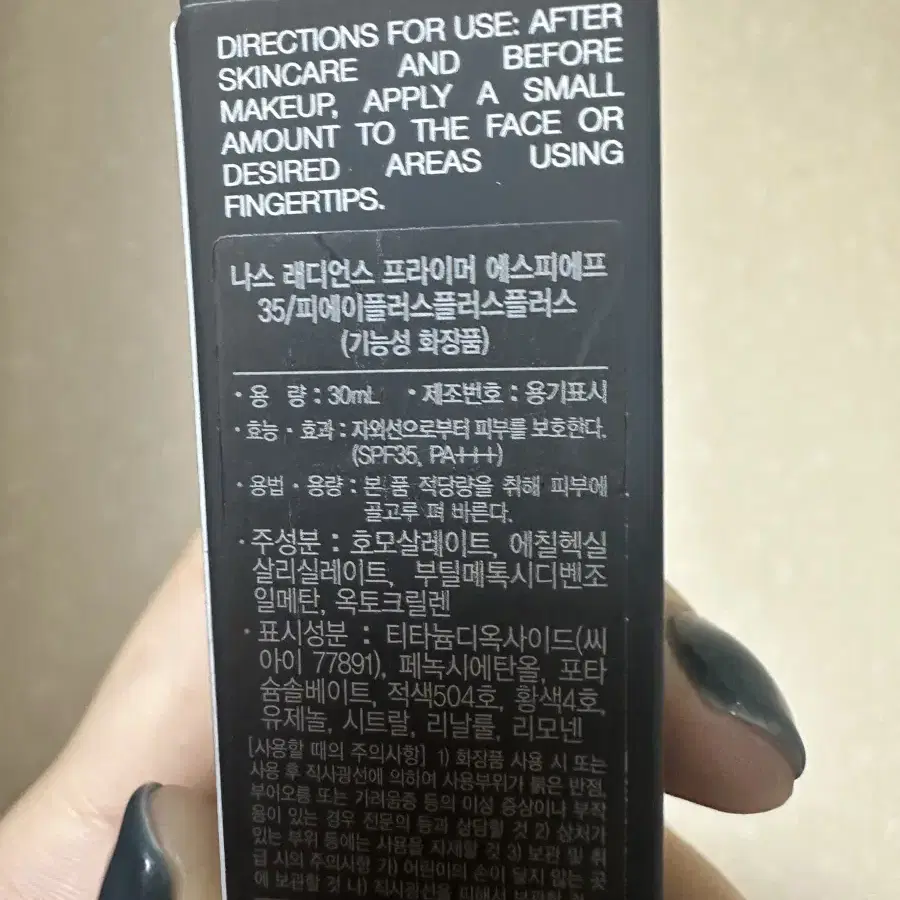 DIRECTIONS FOR USE: AFTER
SKINCARE AND BEFORE
MAKEUP, APPLY A SMALL
AMOUNT TO THE FACE OR
DESIRED AREAS USING
FINGERTIPS.
나스 래디언스 프라이머 에스피에프
35/피에이플러스플러스플러스
(기능성 화장품)
· 용 량 : 30mL · 제조번호 : 용기표시
· 효능 · 효과 : 자외선으로부터 피부를 보호한다.
(SPF35, PA+++)
· 용법 · 용량 : 본 품 적당량을 취해 피부에
골고루 펴 바른다.
· 주성분 : 호모살레이트, 에칠헥실
살리실레이트, 부틸메톡시디벤조
일메탄, 옥토크릴렌
· 표시성분 : 티타늄디옥사이드(씨
아이 77891), 페녹시에탄올, 포타
슘솔베이트, 적색504호, 황색4호,
유제놀, 시트랄, 리날룰, 리모넨
[사용할 때의 주의사항] 1) 화장품 사용 시 또는
사용 후 직사광선에 의하여 사용부위가 붉은 반점,
부어오름 또는 가려움증 등의 이상 증상이나 부작
용이 있는 경우 전문의 등과 상담할 것 2) 상처가
있는 부위 등에는 사용을 자제할 것 3) 보관 및 취
급 시의 주의사항 가) 어린이의 손이 닿지 않는 곳
에 보관할 것 나) 직사광선을 피해서 보관할